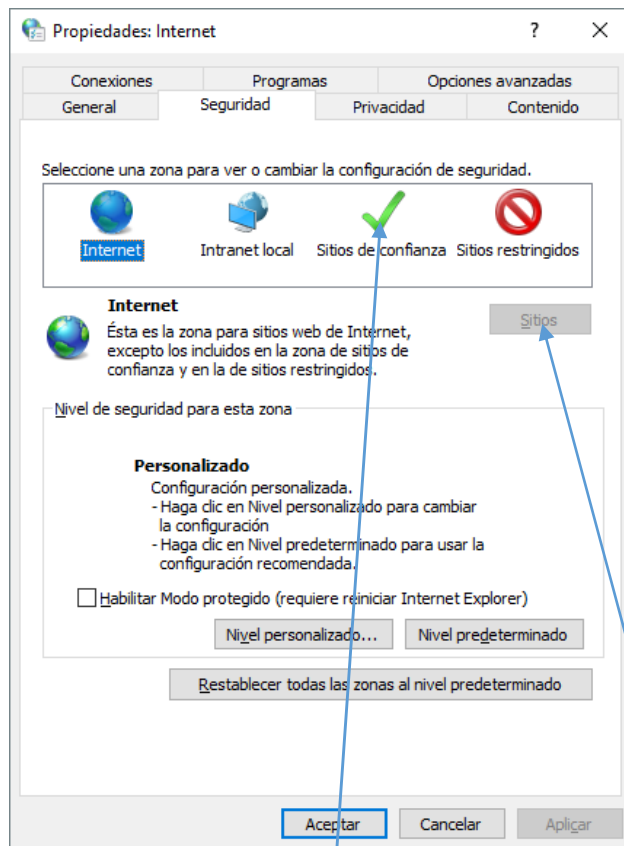 Propiedades: Internet
Conexiones Programas Opciones avanzadas
General Seguridad Privacidad Contenido
Seleccione una zona para ver o cambiar la configuración de seguridad.
Internet Intranet local Sitios de confianza Sitios restringidos
Internet
Sitios
Ésta es la zona para sitios web de Internet,
excepto los incluidos en la zona de sitios de
confianza y en la de sitios restringidos.
Nivel de seguridad para esta zona
Personalizado
Configuración personalizada.
- Haga clic en Nivel personalizado para cambiar
la configuración
- Haga clic en Nivel predeterminado para usar la
configuración recomendada.
Habilitar Modo protegido (requiere reiniciar Internet Explorer)
Nivel personalizado... Nivel predeterminado
Restablecer todas las zonas al nivel predeterminado
Aceptar Cancelar Aplicar